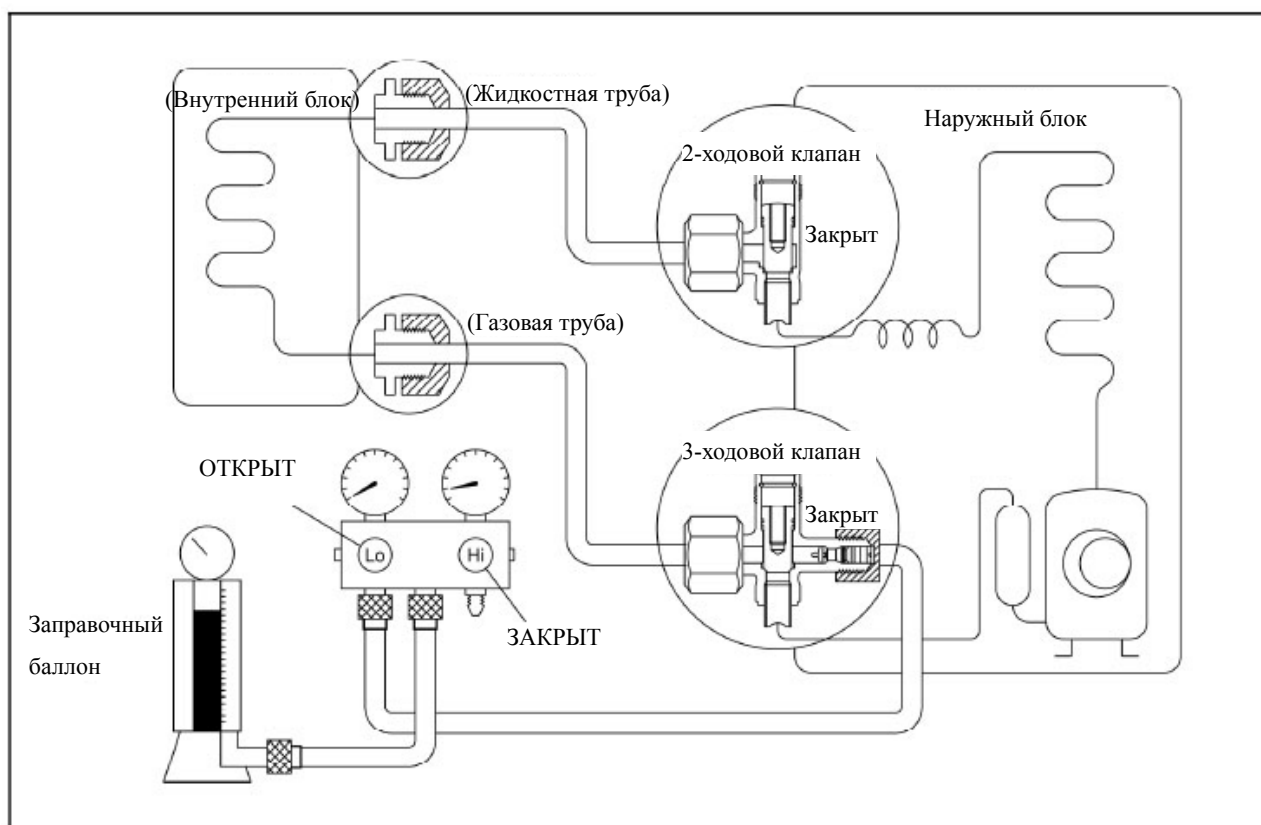 (Внутренний блок)
(Жидкостная труба)
Наружный блок
2-ходовой клапан
Закрыт
(Газовая труба)
3-ходовой клапан
Закрыт
ОТКРЫТ
Lo
Hi
ЗАКРЫТ
Заправочный
баллон